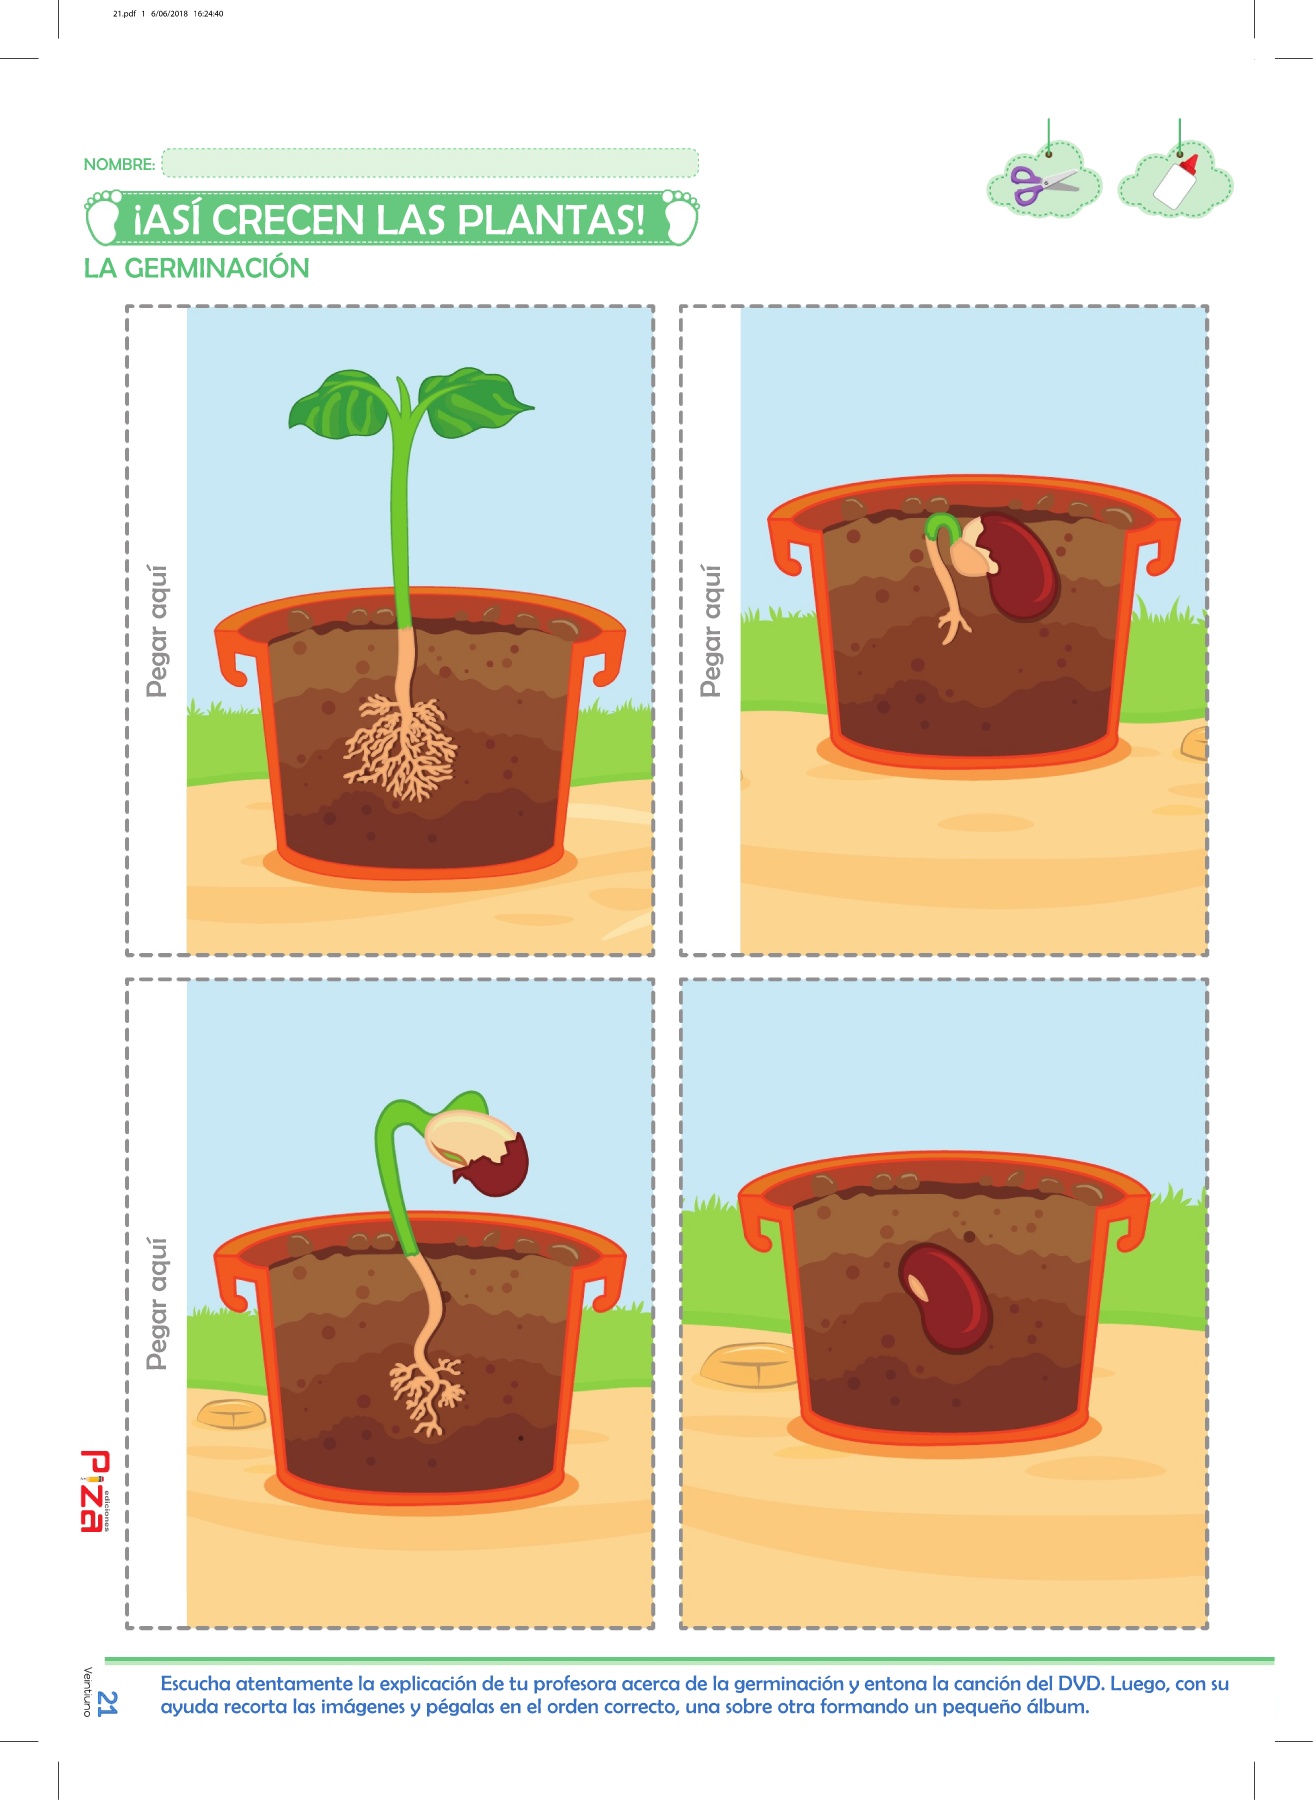 21.pdf 1 6/06/2018 16:24:40
NOMBRE:
¡ASÍ CRECEN LAS PLANTAS!
LA GERMINACIÓN
Pegar aquí
Pegar aquí
Pegar aquí
Piza
ediciones
21
Veintiuno
Escucha atentamente la explicación de tu profesora acerca de la germinación y entona la canción del DVD. Luego, con su
ayuda recorta las imágenes y pégalas en el orden correcto, una sobre otra formando un pequeño álbum.